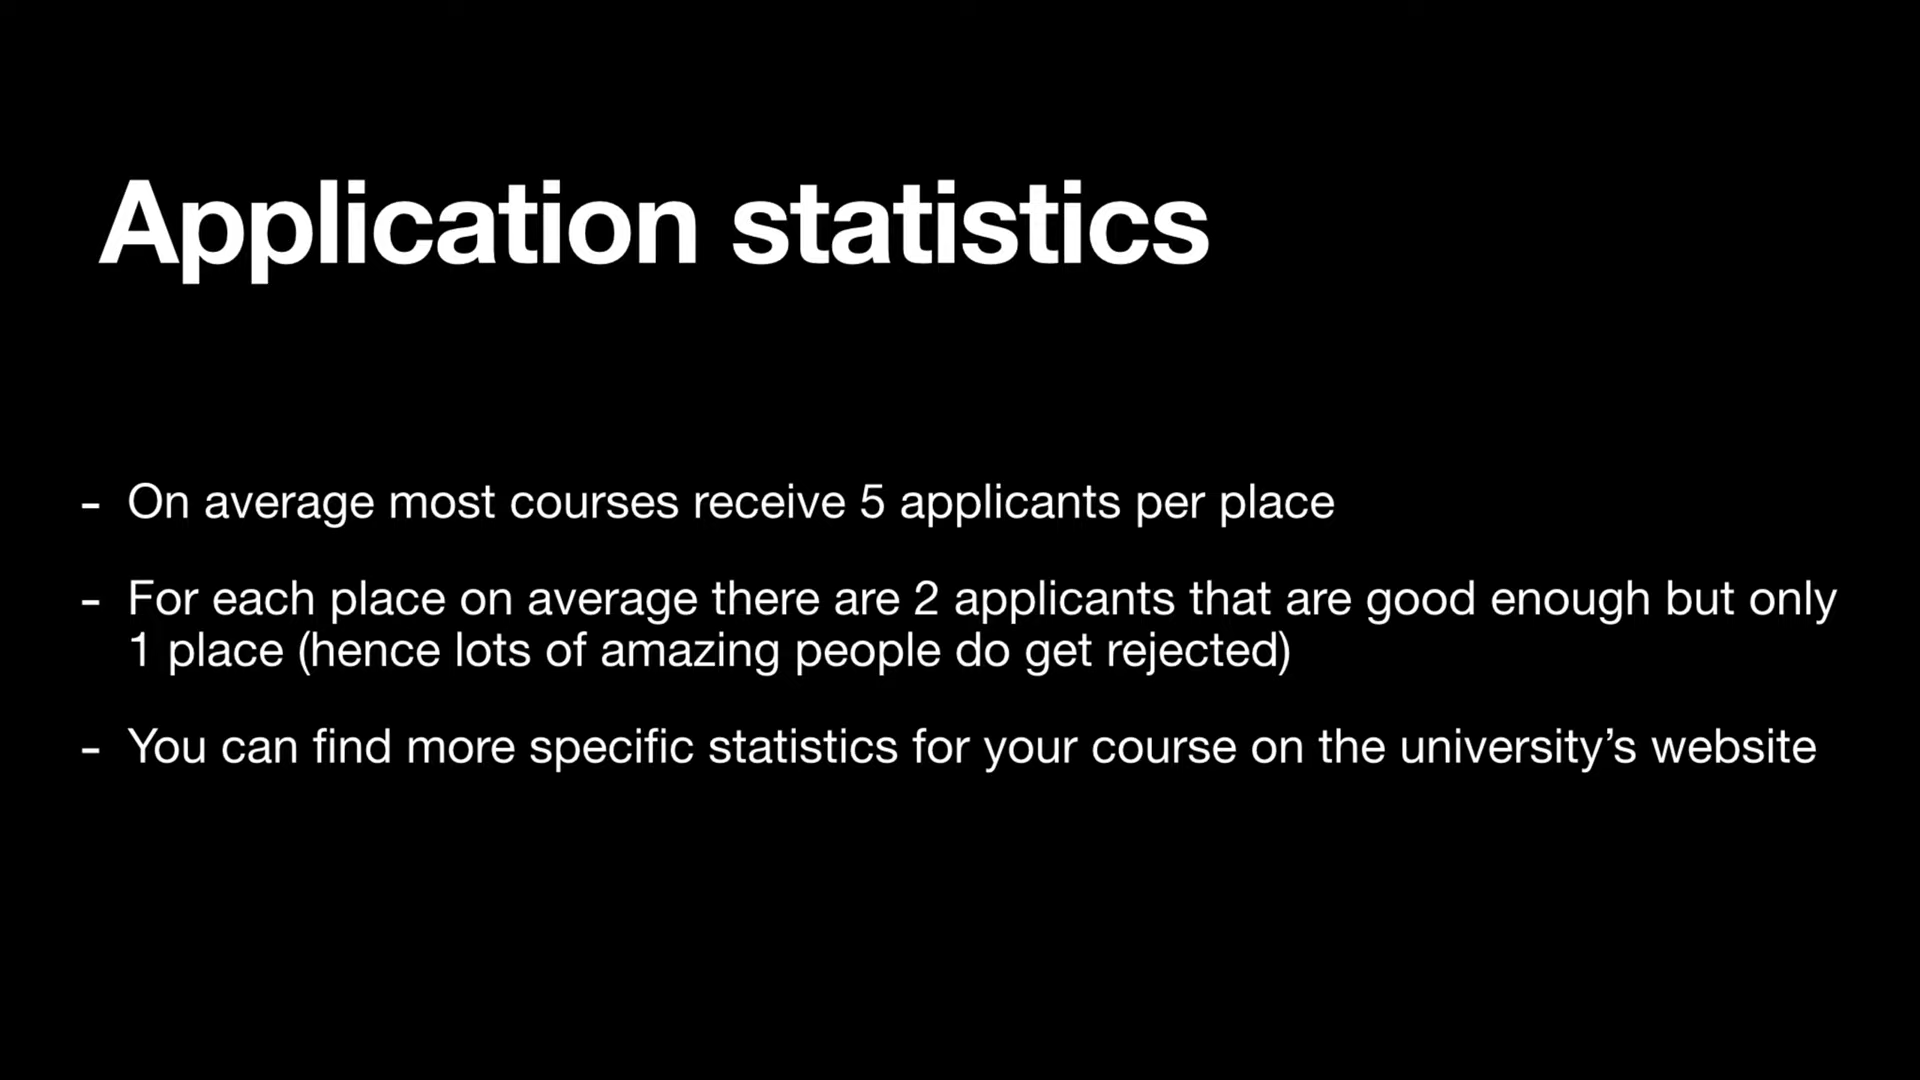 Application statistics
- On average most courses receive 5 applicants per place
- For each place on average there are 2 applicants that are good enough but only
1 place (hence lots of amazing people do get rejected)
- You can find more specific statistics for your course on the university’s website